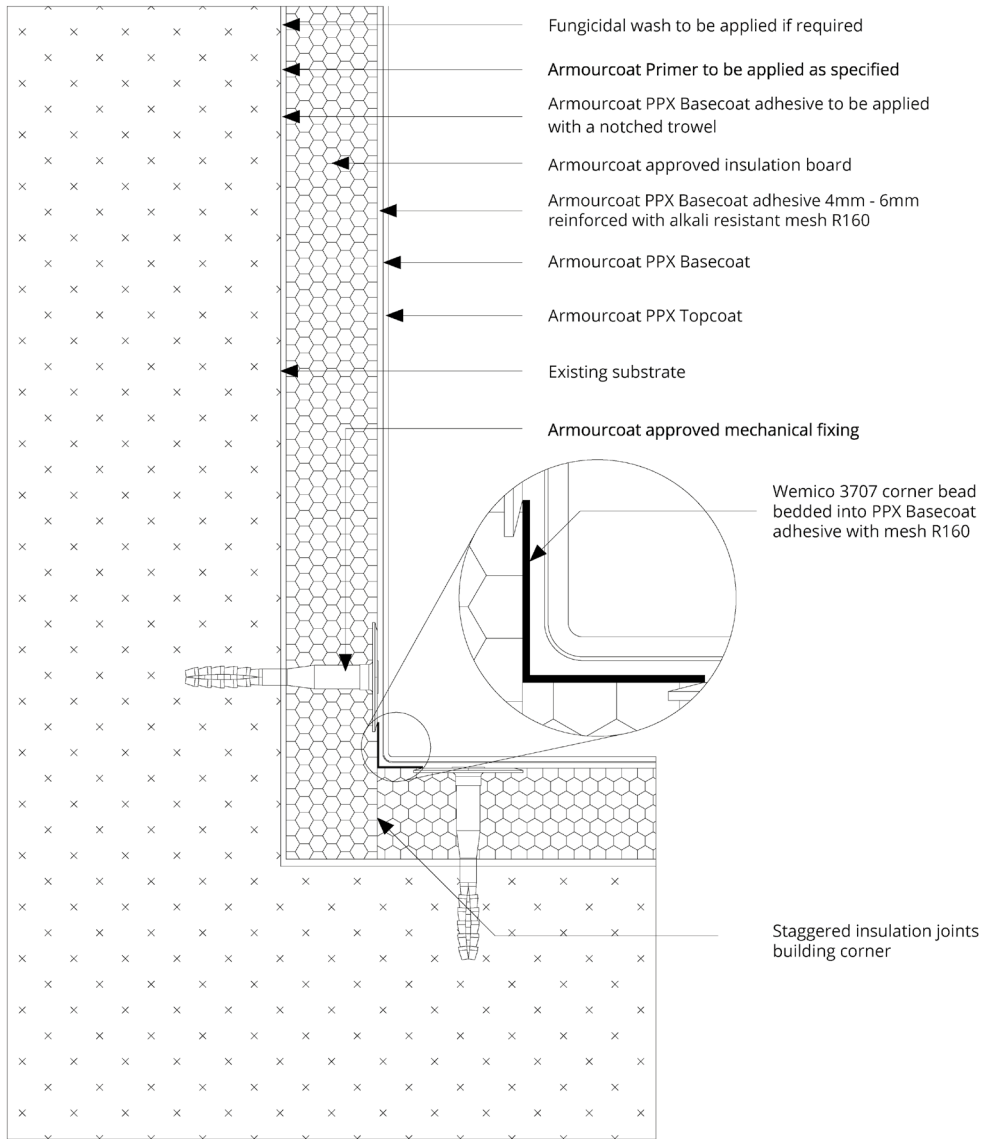 Fungicidal wash to be applied if required
Armourcoat Primer to be applied as specified
Armourcoat PPX Basecoat adhesive to be applied
with a notched trowel
Armourcoat approved insulation board
Armourcoat PPX Basecoat adhesive 4mm - 6mm
reinforced with alkali resistant mesh R160
Armourcoat PPX Basecoat
Armourcoat PPX Topcoat
Existing substrate
Armourcoat approved mechanical fixing
Wemico 3707 corner bead
bedded into PPX Basecoat
adhesive with mesh R160
Staggered insulation joints
building corner